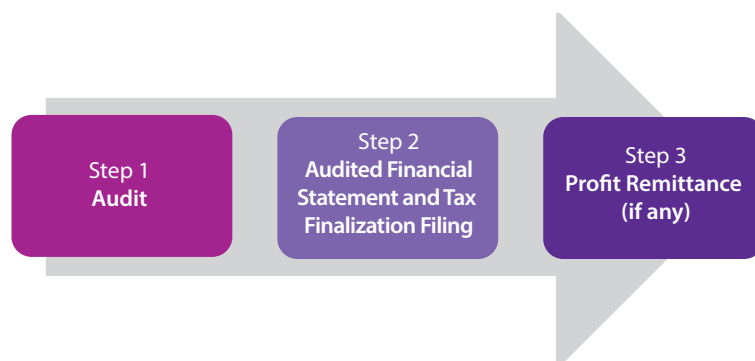 Step 1
Audit
Step 2
Audited Financial
Statement and Tax
Finalization Filing
Step 3
Profit Remittance
(if any)